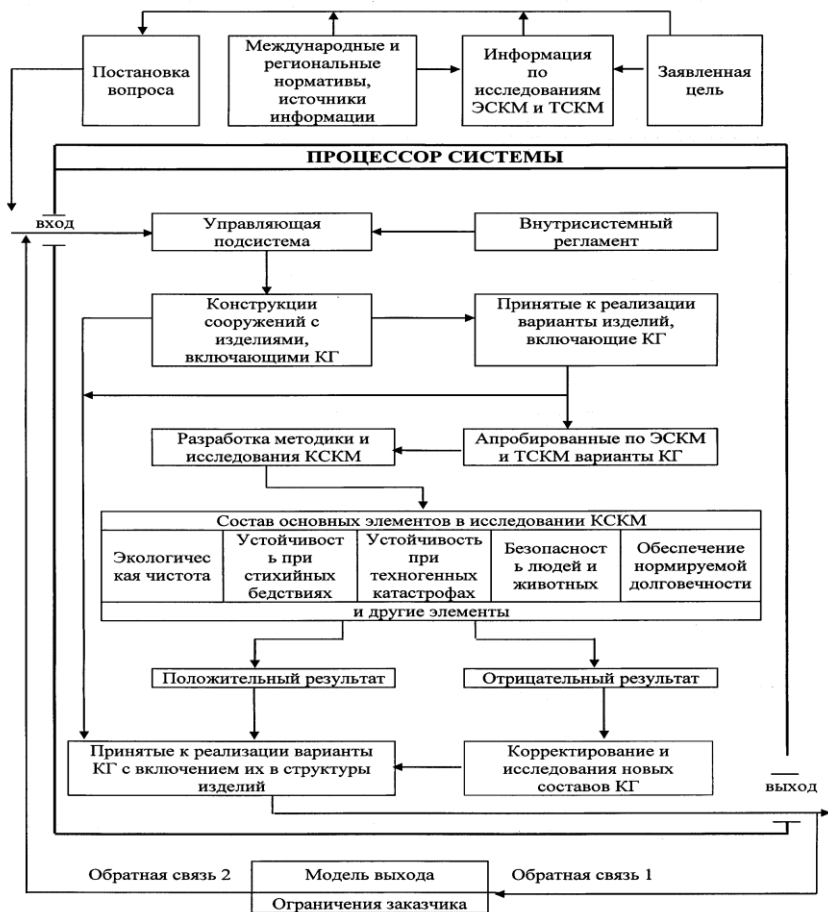 Постановка
вопроса
Международные и
региональные
нормативы,
источники
информации
Информация
по
исследованиям
ЭСКМ и ТСКМ
Заявленная
цель
ПРОЦЕССОР СИСТЕМЫ
вход
Управляющая
подсистема
Внутрисистемный
регламент
Конструкции
сооружений с
изделиями,
включающими КГ
Принятые к реализации
варианты изделий,
включающие КГ
Разработка методики и
исследования КСКМ
Апробированные по ЭСКМ
и ТСКМ варианты КГ
Состав основных элементов в исследовании КСКМ
Экологичес
кая чистота
Устойчивост
ь при
стихийных
бедствиях
Устойчивость
при
техногенных
катастрофах
Безопасност
ь людей и
животных
Обеспечение
нормируемой
долговечности
и другие элементы
Положительный результат
Отрицательный результат
Принятые к реализации варианты
КГ с включением их в структуры
изделий
Корректирование и
исследования новых
составов КГ
выход
Обратная связь 2
Модель выхода
Обратная связь 1
Ограничения заказчика